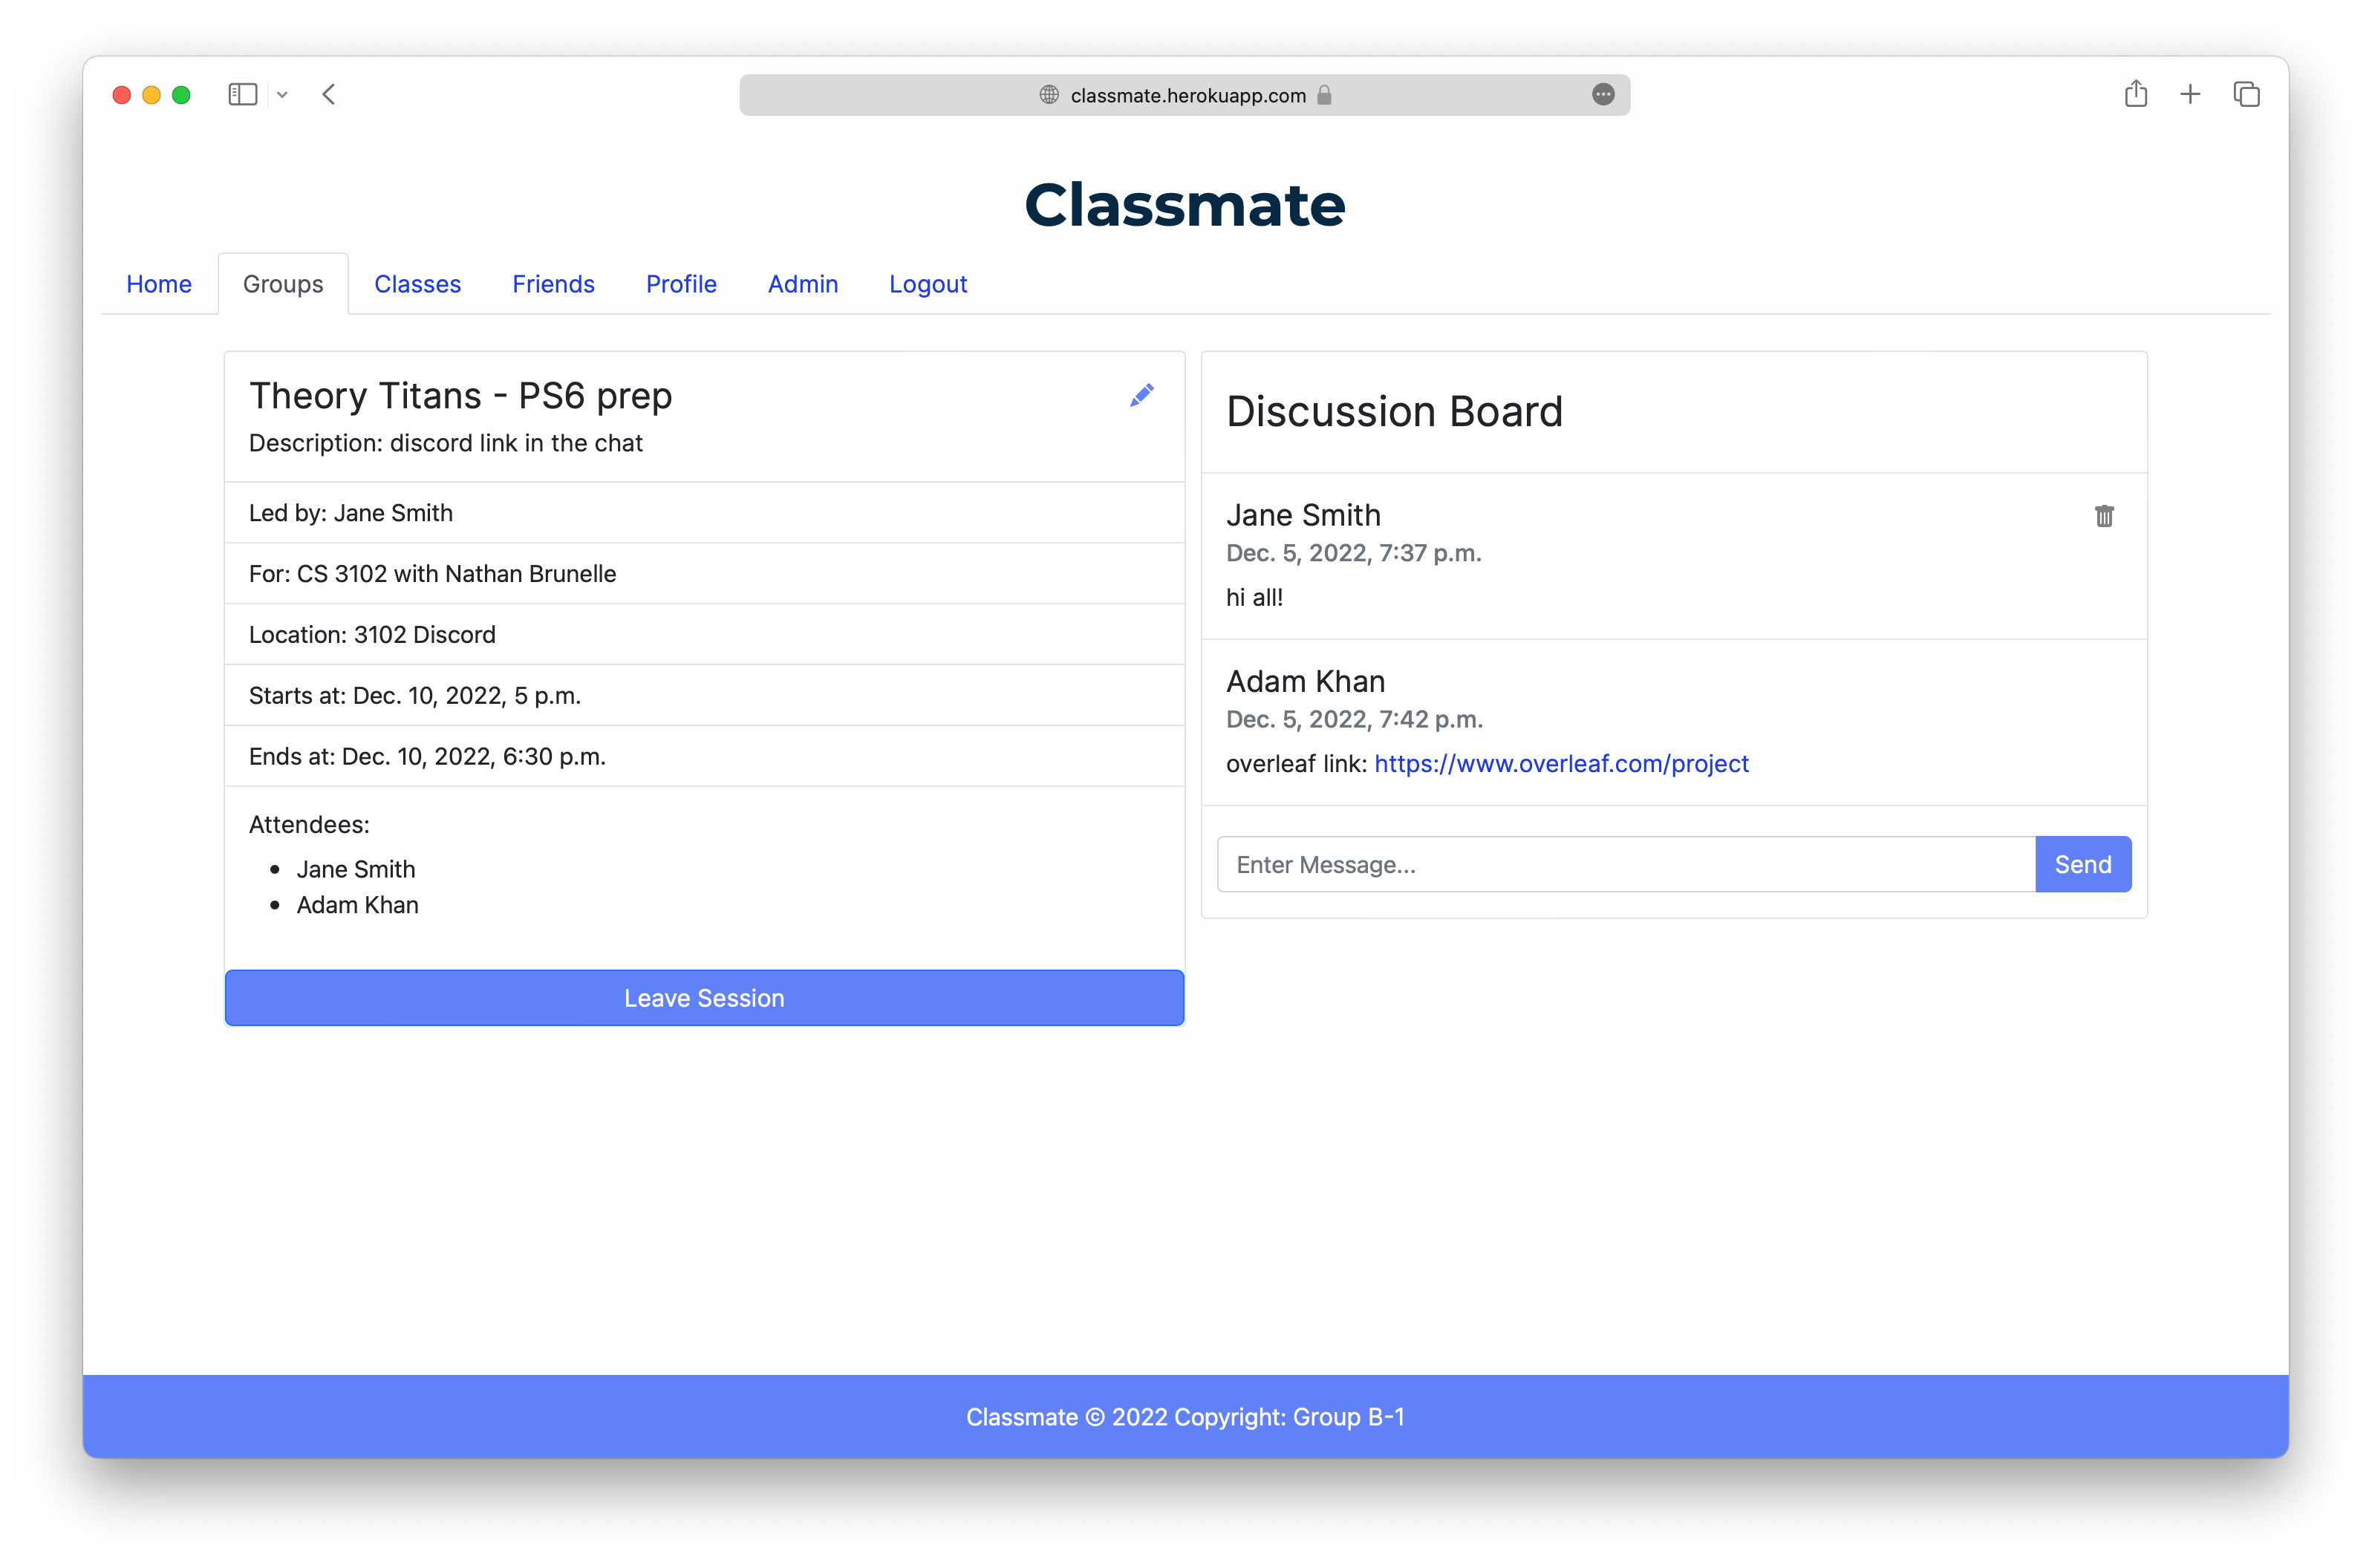 classmate.herokuapp.com
Classmate
Home Groups Classes Friends Profile Admin Logout
Theory Titans - PS6 prep
Description: discord link in the chat
Led by: Jane Smith
For: CS 3102 with Nathan Brunelle
Location: 3102 Discord
Starts at: Dec. 10, 2022, 5 p.m.
Ends at: Dec. 10, 2022, 6:30 p.m.
Attendees:
Jane Smith
Adam Khan
Leave Session
Discussion Board
Jane Smith
Dec. 5, 2022, 7:37 p.m.
hi all!
Adam Khan
Dec. 5, 2022, 7:42 p.m.
overleaf link: https://www.overleaf.com/project
Enter Message...
Send
Classmate © 2022 Copyright: Group B-1